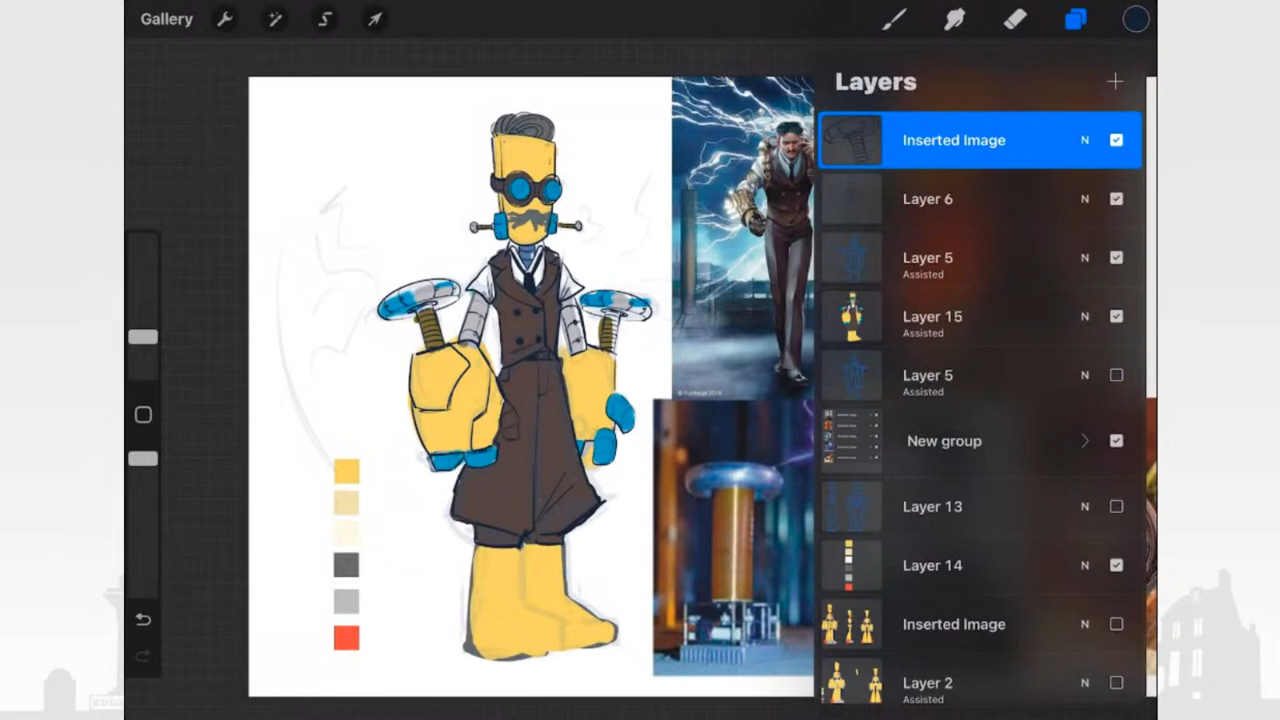 Gallery
Layers
Inserted Image N
Layer 6 N
Layer 5 N
Assisted
Layer 15 N
Assisted
Layer 5 N
Assisted
New group
Layer 13 N
Layer 14 N
Inserted Image N
Layer 2 N
Assisted